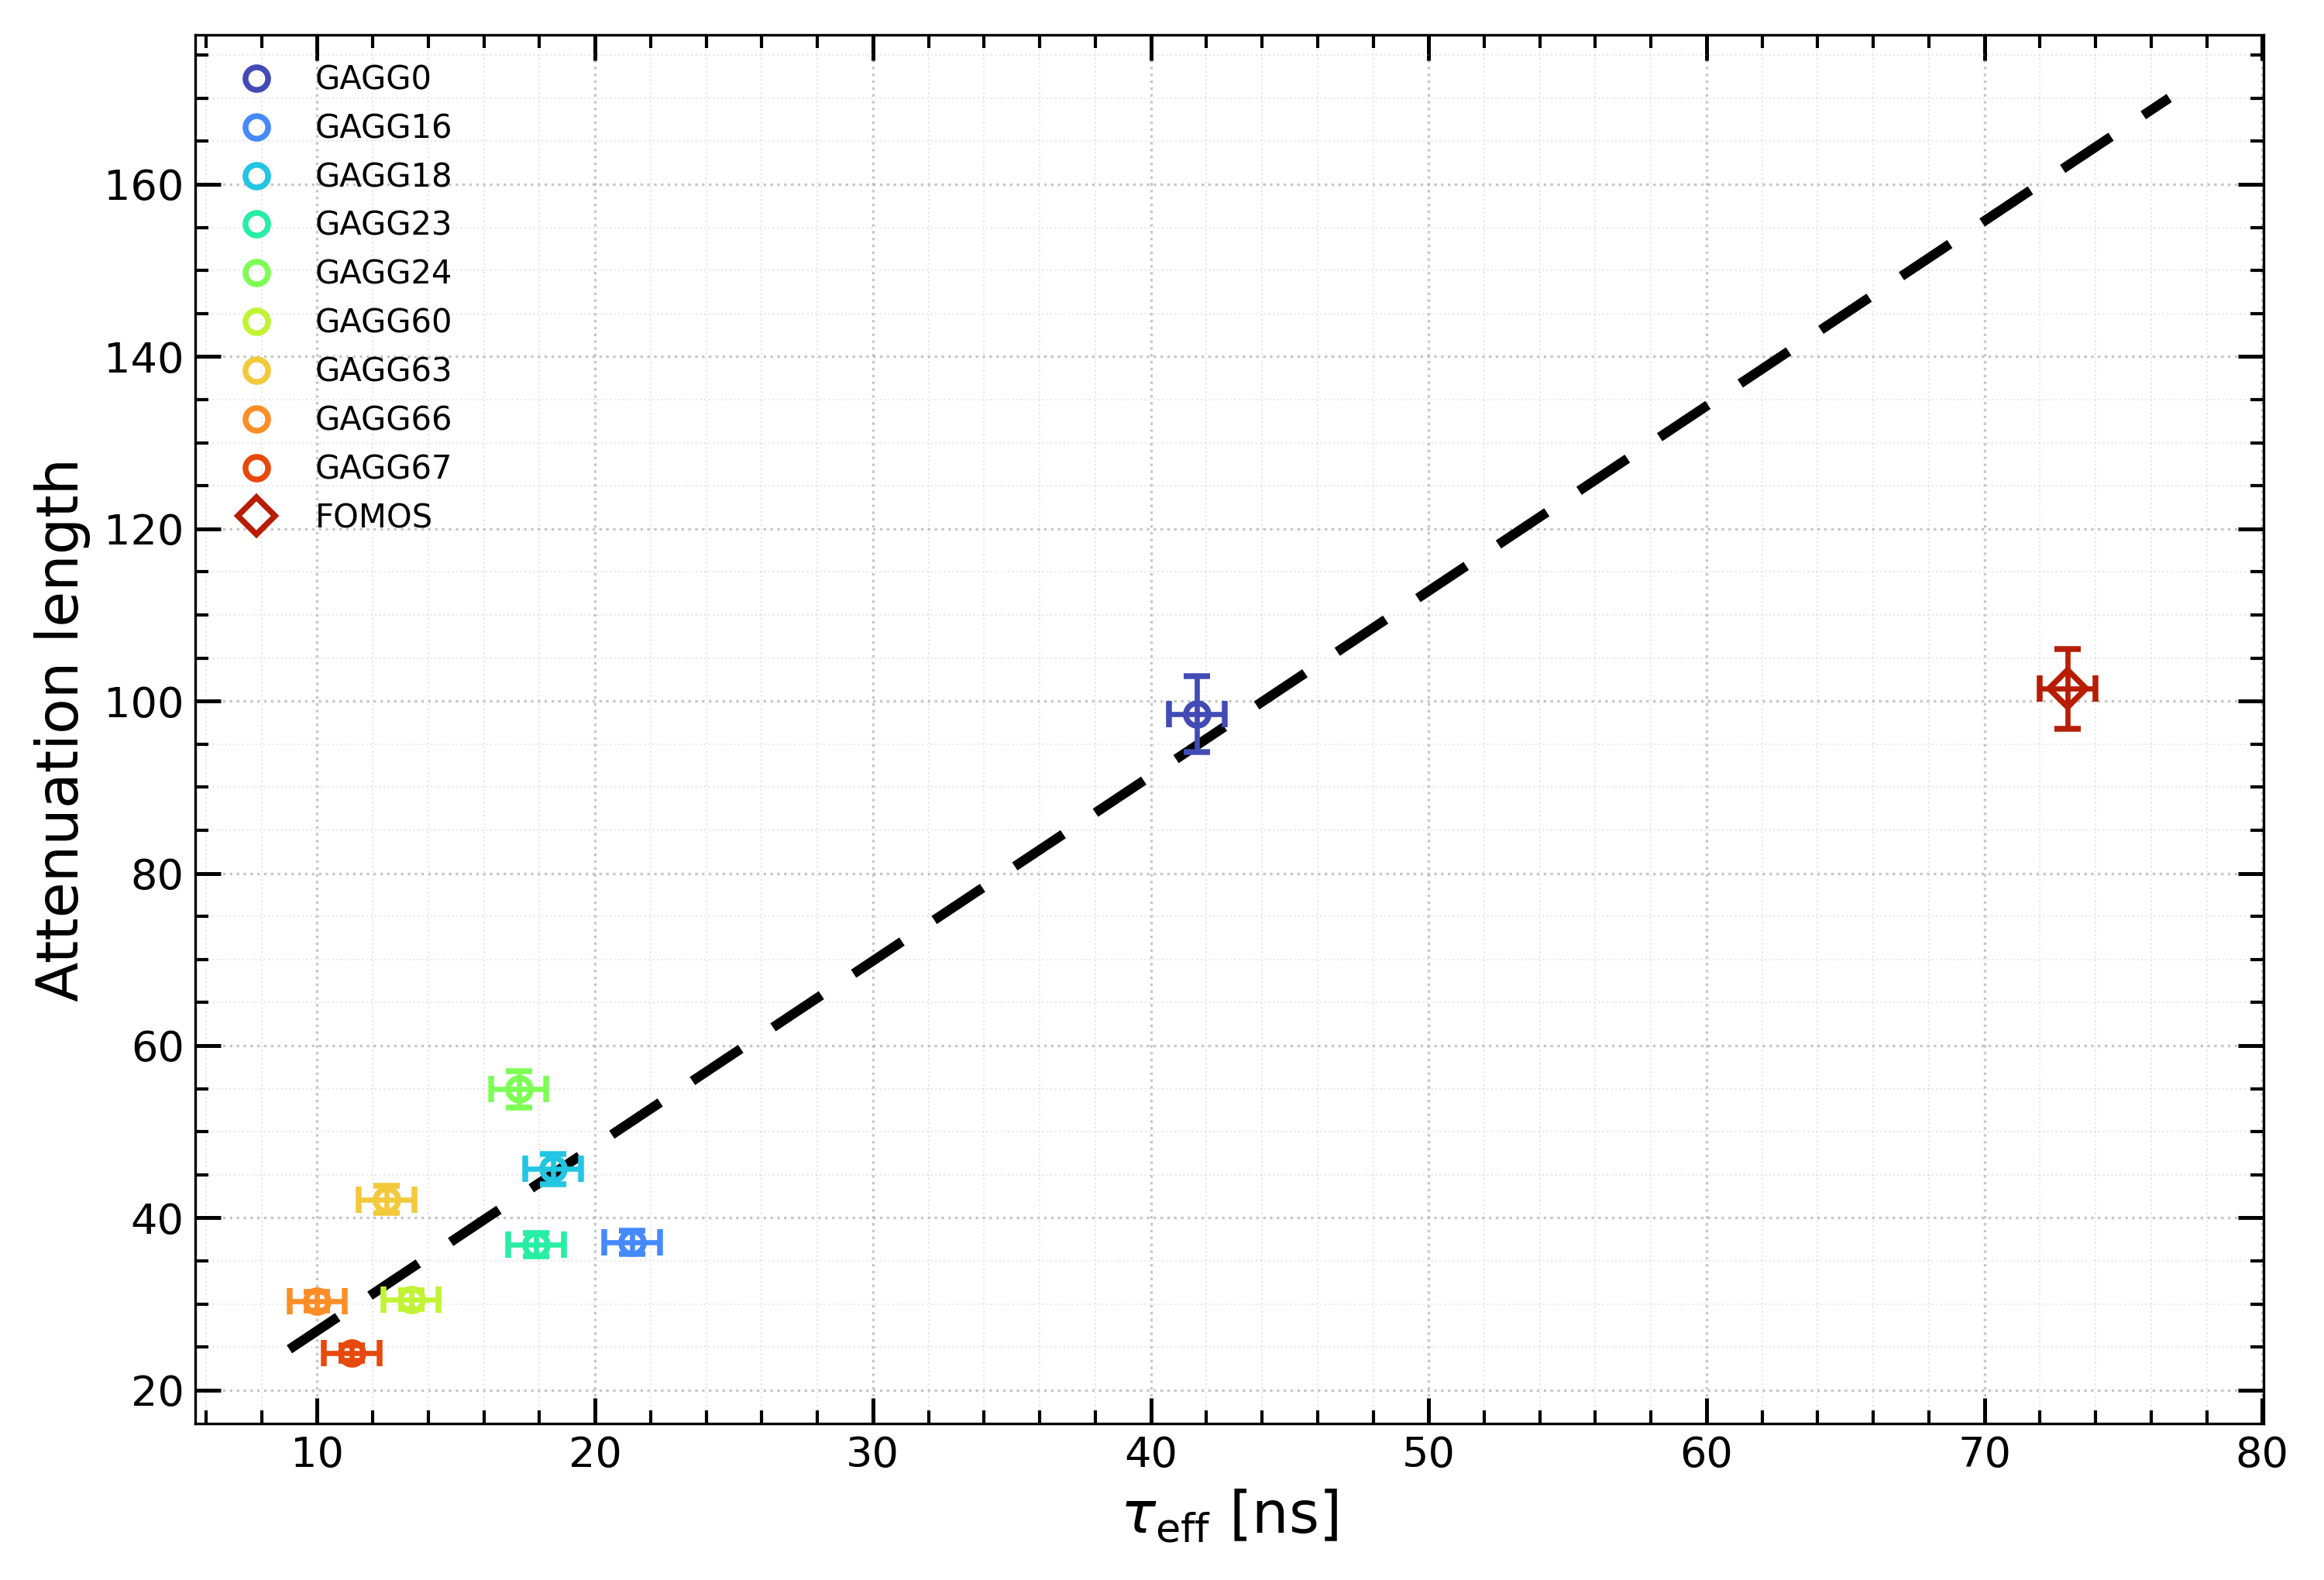 GAGG0
GAGG16
GAGG18
GAGG23
GAGG24
GAGG60
GAGG63
GAGG66
GAGG67
FOMOS
Attenuation length
160
140
120
100
80
60
40
20
10 20 30 40 50 60 70 80
τeff [ns]